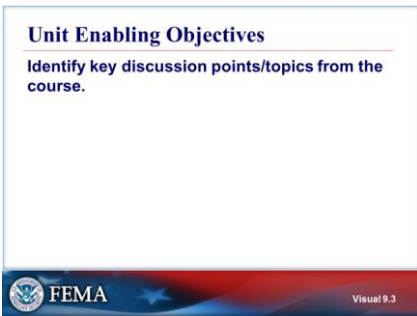 Unit Enabling Objectives
Identify key discussion points/topics from the
course.
FEMA
Visual 9.3